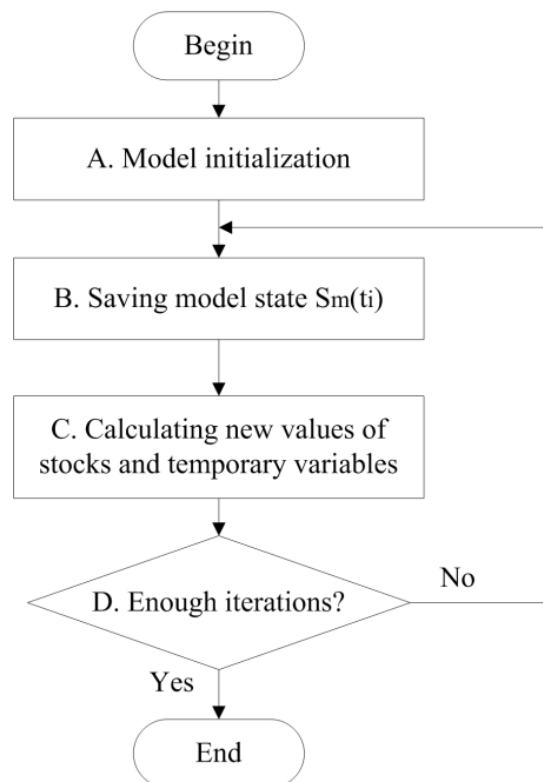 Begin
A. Model initialization
B. Saving model state Sm(ti)
C. Calculating new values of
stocks and temporary variables
D. Enough iterations?
No
Yes
End